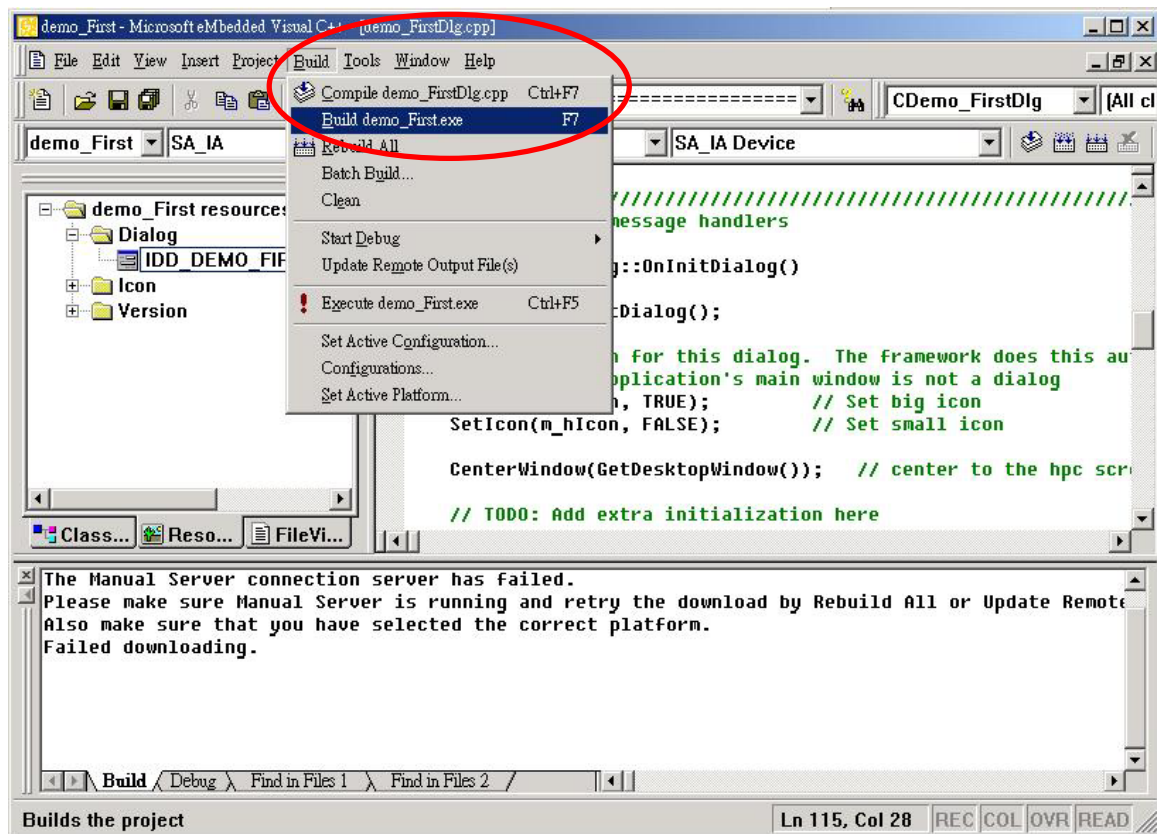 demo_First - Microsoft eMbedded Visual C++ - [demo_FirstDlg.cpp]
File Edit View Insert Project Build Tools Window Help
CDemo_FirstDlg
[All cl
demo_First
SA_IA
SA_IA Device
Compile demo_FirstDlg.cpp Ctrl+F7
Build demo_First.exe F7
Rebuild All
Batch Build...
Clean
Start Debug
Update Remote Output File(s)
Execute demo_First.exe Ctrl+F5
Set Active Configuration...
Configurations...
Set Active Platform...
demo_First resources
Dialog
IDD_DEMO_FIR
Icon
Version
Class... Reso... FileVi...
//////////////////////////////////////////
message handlers
::OnInitDialog()
tDialog();
for this dialog. The framework does this au
pplication's main window is not a dialog
, TRUE); // Set big icon
SetIcon(m_hIcon, FALSE); // Set small icon
CenterWindow(GetDesktopWindow()); // center to the hpc scr
// TODO: Add extra initialization here
The Manual Server connection server has failed.
Please make sure Manual Server is running and retry the download by Rebuild All or Update Remote
Also make sure that you have selected the correct platform.
Failed downloading.
Build Debug Find in Files 1 Find in Files 2
Builds the project
Ln 115, Col 28 REC COL OVR READ